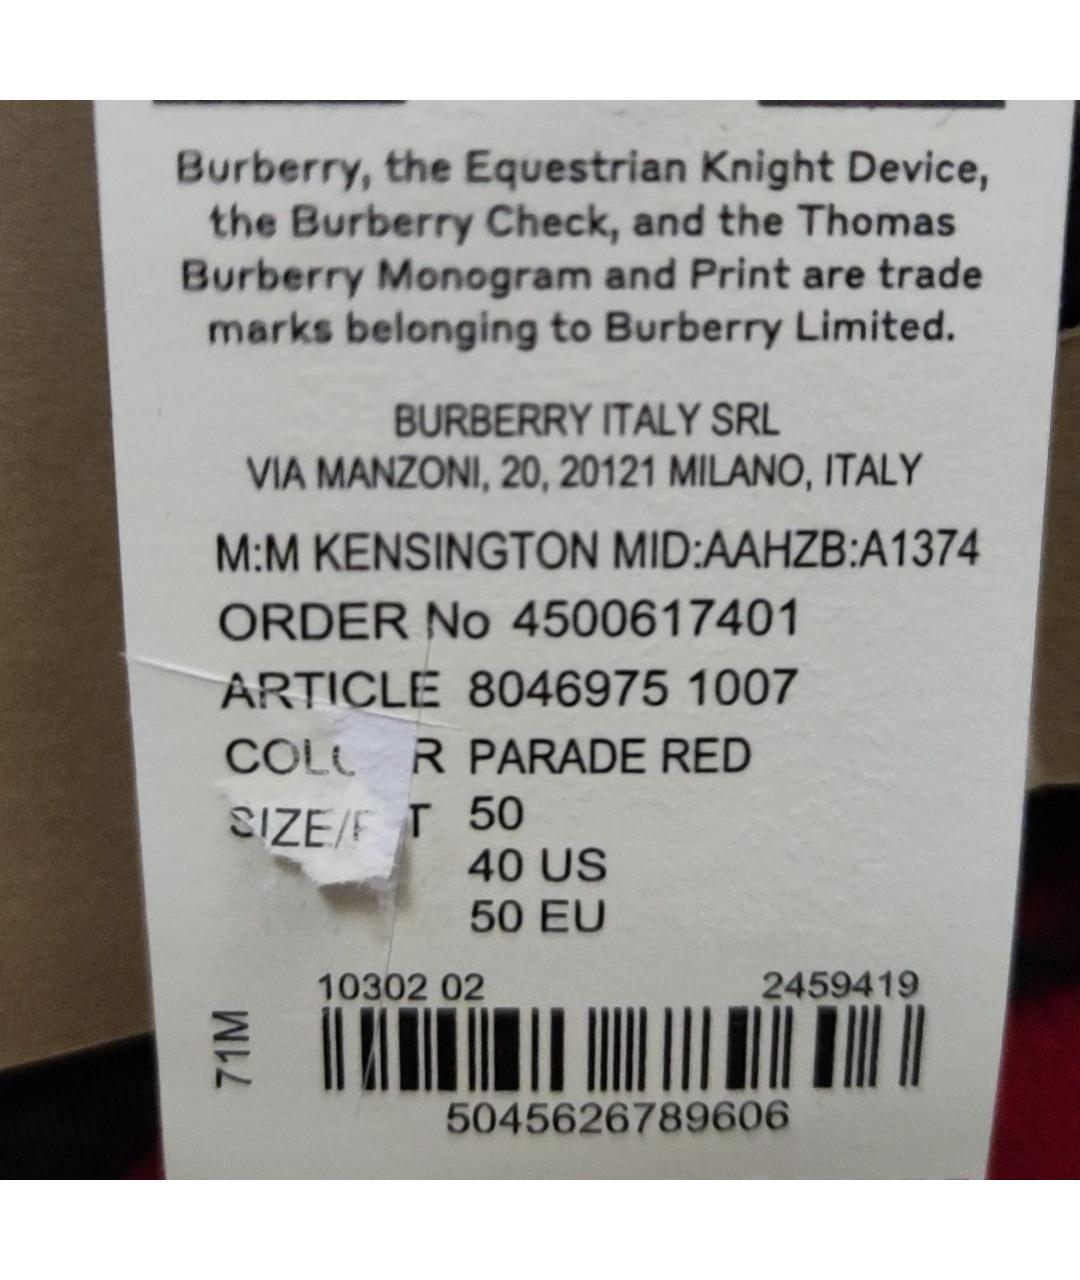 Burberry, the Equestrian Knight Device,
the Burberry Check, and the Thomas
Burberry Monogram and Print are trade
marks belonging to Burberry Limited.
BURBERRY ITALY SRL
VIA MANZONI, 20, 20121 MILANO, ITALY
M:M KENSINGTON MID:AAHZB:A1374
ORDER No 4500617401
ARTICLE 8046975 1007
PARADE RED
50
40 US
50 EU
10302 02 2459419
71M
5045626789606